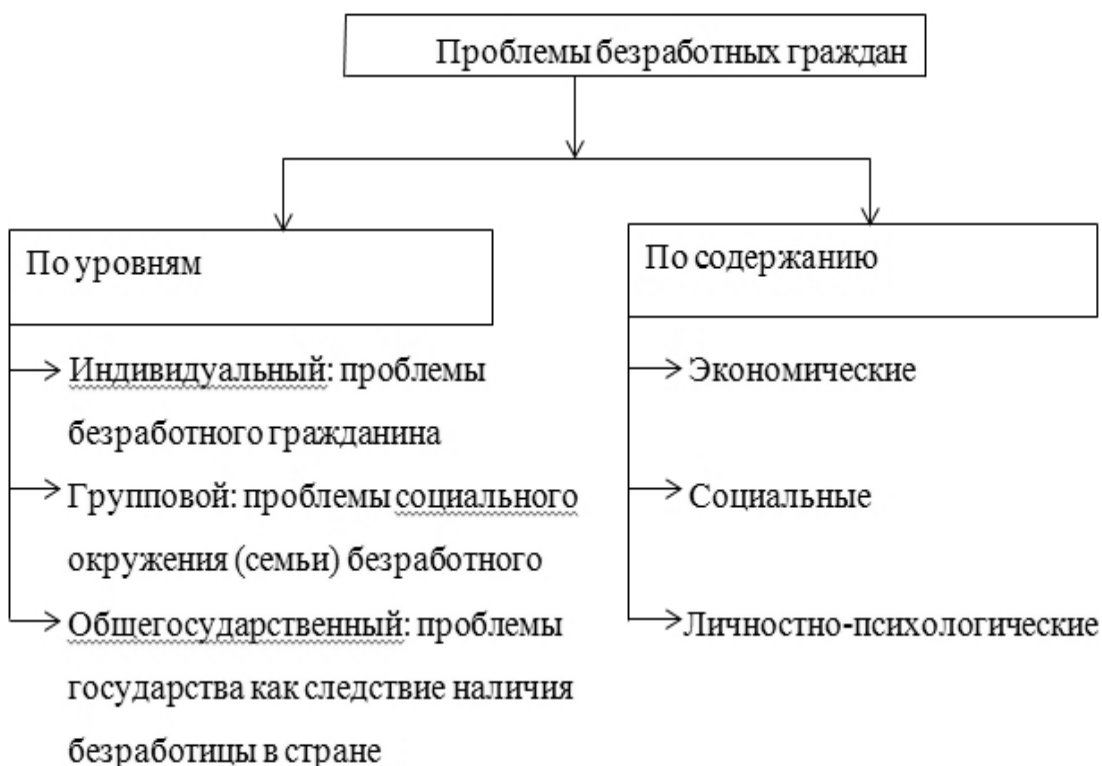 Проблемы безработных граждан
По уровням
Индивидуальный: проблемы
безработного гражданина
Групповой: проблемы социального
окружения (семьи) безработного
Общегосударственный: проблемы
государства как следствие наличия
безработицы в стране
По содержанию
Экономические
Социальные
Личностно-психологические